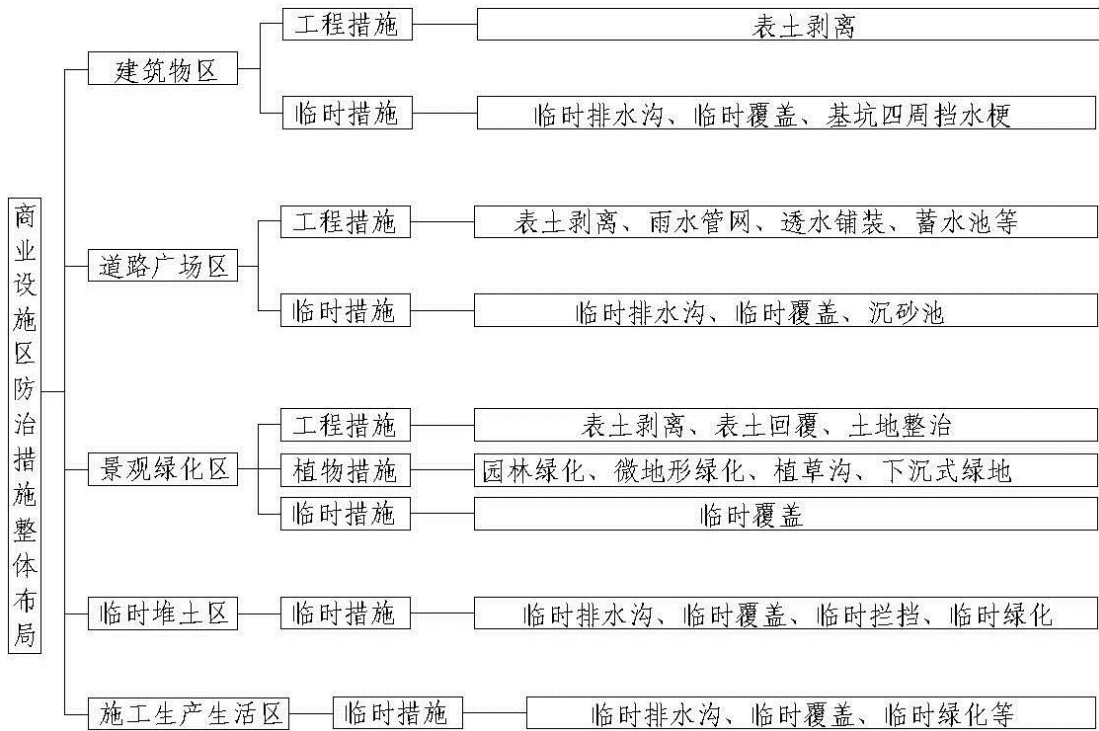 商业设施区防治措施整体布局
建筑物区
工程措施
表土剥离
临时措施
临时排水沟、临时覆盖、基坑四周挡水梗
道路广场区
工程措施
表土剥离、雨水管网、透水铺装、蓄水池等
临时措施
临时排水沟、临时覆盖、沉砂池
景观绿化区
工程措施
表土剥离、表土回覆、土地整治
植物措施
园林绿化、微地形绿化、植草沟、下沉式绿地
临时措施
临时覆盖
临时堆土区
临时措施
临时排水沟、临时覆盖、临时拦挡、临时绿化
施工生产生活区
临时措施
临时排水沟、临时覆盖、临时绿化等